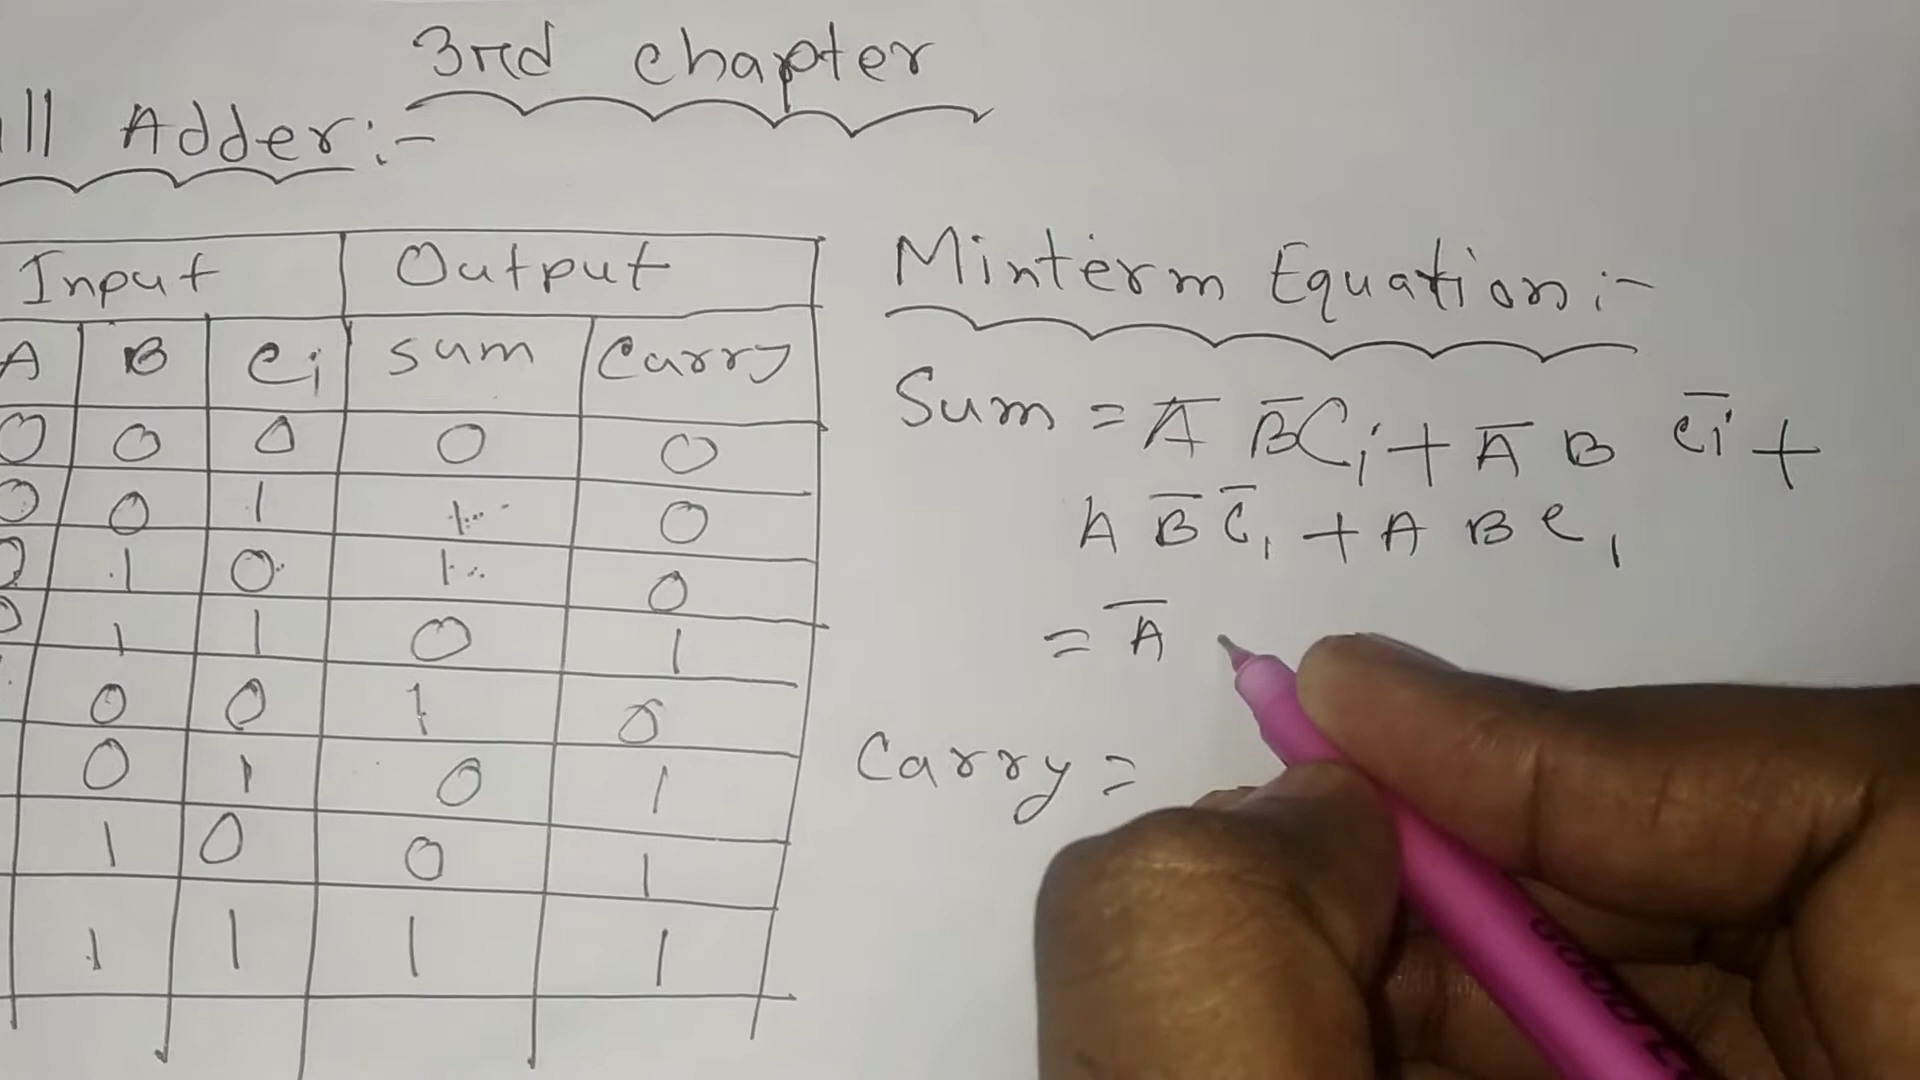 3rd chapter
ll Adder:-
Input Output
A B Ci Sum Carry
0 0 0 0 0
0 0 1 1 0
0 1 0 1 0
0 1 1 0 1
0 0 1 0
0 1 0 1
1 0 0 1
1 1 1 1
Minterm Equation:-
Sum = A̅ B̅Ci + A̅ B C̅i +
A B̅ C̅i + A B Ci
= A̅
Carry =